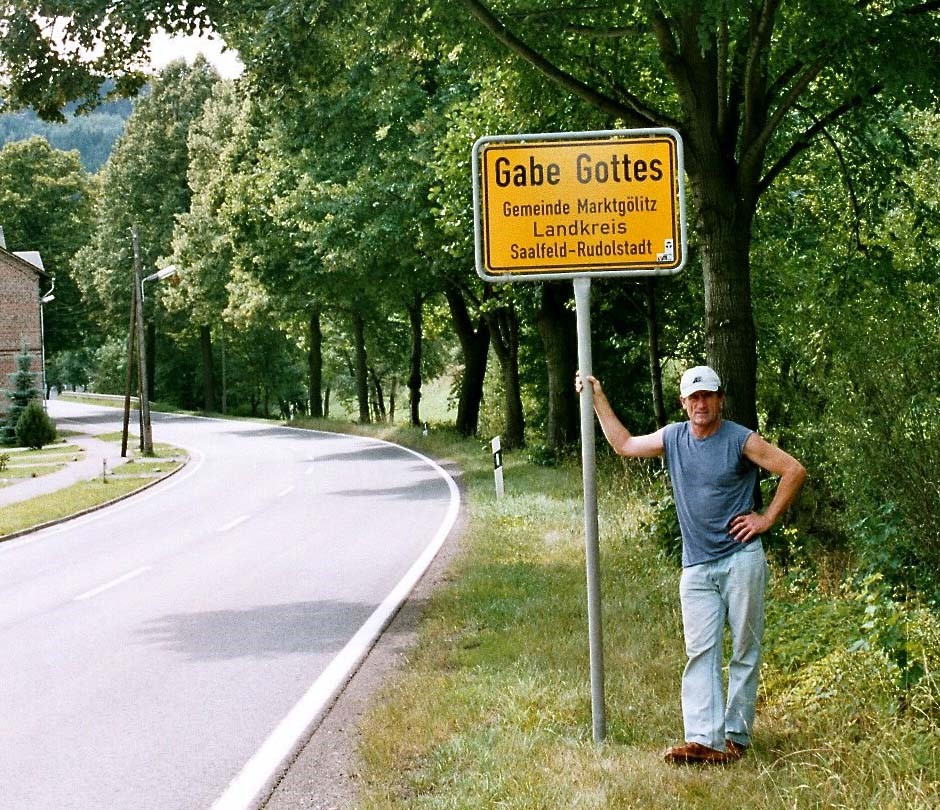 Gabe Gottes
Gemeinde Marktgölitz
Landkreis
Saalfeld-Rudolstadt